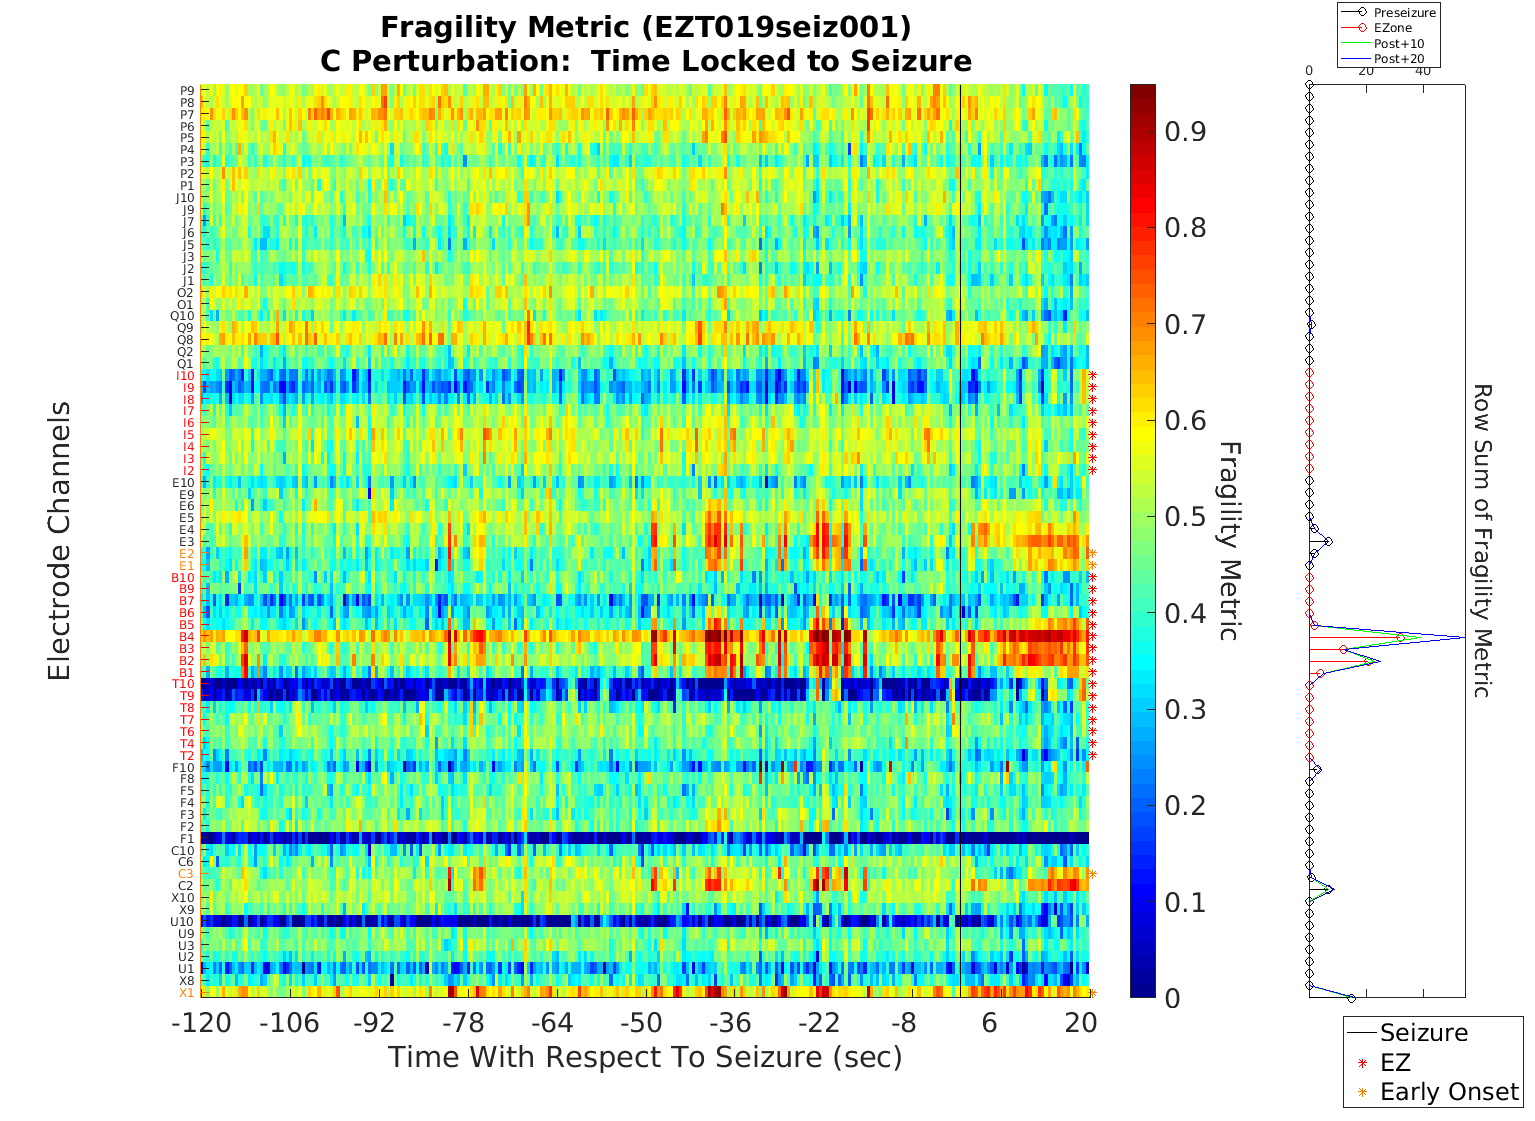 Fragility Metric (EZT019seiz001)
C Perturbation:  Time Locked to Seizure
Electrode Channels
P9
P8
P7
P6
P5
P4
P3
P2
P1
J10
J9
J7
J6
J5
J3
J2
J1
O2
O1
Q10
Q9
Q8
Q2
Q1
I10
I9
I8
I7
I6
I5
I4
I3
I2
E10
E9
E6
E5
E4
E3
E2
E1
B10
B9
B7
B6
B5
B4
B3
B2
B1
T10
T9
T8
T7
T6
T4
T2
F10
F8
F5
F4
F3
F2
F1
C10
C6
C3
C2
X10
X9
U10
U9
U3
U2
U1
X8
X1
-120 -106 -92 -78 -64 -50 -36 -22 -8 6 20
Time With Respect To Seizure (sec)
0.9
0.8
0.7
0.6
0.5
0.4
0.3
0.2
0.1
0
Fragility Metric
Preseizure
EZone
Post+10
Post+20
0 20 40
Row Sum of Fragility Metric
Seizure
EZ
Early Onset